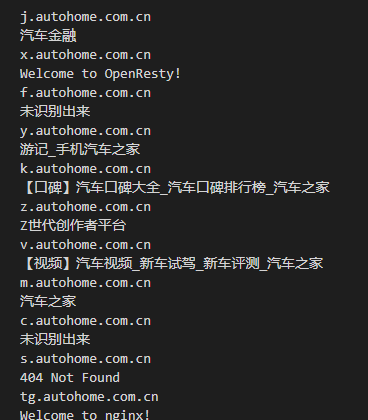 j.autohome.com.cn
汽车金融
x.autohome.com.cn
Welcome to OpenResty!
f.autohome.com.cn
未识别出来
y.autohome.com.cn
游记_手机汽车之家
k.autohome.com.cn
【口碑】汽车口碑大全_汽车口碑排行榜_汽车之家
z.autohome.com.cn
Z世代创作者平台
v.autohome.com.cn
【视频】汽车视频_新车试驾_新车评测_汽车之家
m.autohome.com.cn
汽车之家
c.autohome.com.cn
未识别出来
s.autohome.com.cn
404 Not Found
tg.autohome.com.cn
Welcome to nginx!